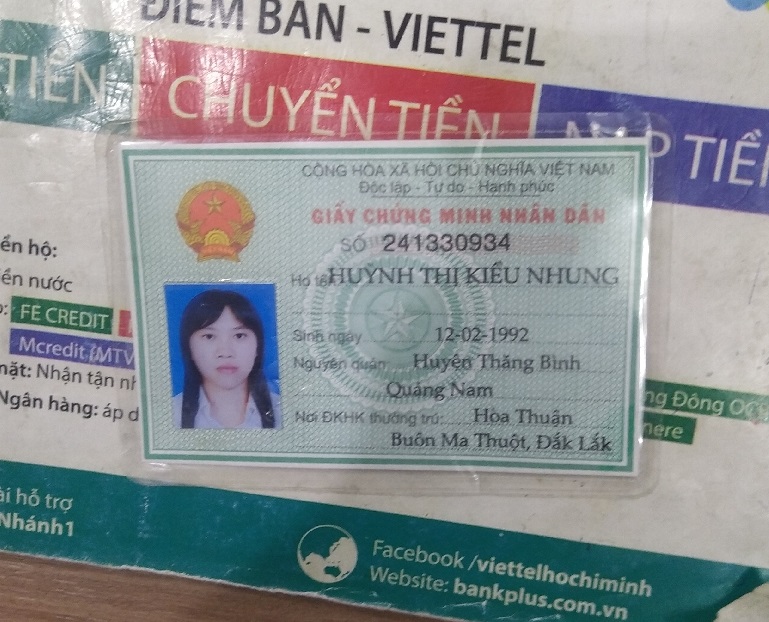 ĐIỂM BÁN - VIETTEL
TIỀN
CHUYỂN TIỀN
P TIỀ
CỘNG HÒA XÃ HỘI CHỦ NGHĨA VIỆT NAM
Độc lập - Tự do - Hạnh phúc
GIẤY CHỨNG MINH NHÂN DÂN
SỐ 241330934
Họ tên HUỲNH THỊ KIỀU NHUNG
Sinh ngày 12-02-1992
Nguyên quán Huyện Thăng Bình
Quảng Nam
Nơi ĐKHK thường trú: Hòa Thuận
Buôn Ma Thuột, Đắk Lắk
ền hộ:
ền nước
FE CREDIT
Mcredit (MTV
mặt: Nhận tận nh
Ngân hàng: áp d
ng Đông
here
ài hỗ trợ
Nhánh1
Facebook /viettelhochiminh
Website: bankplus.com.vn